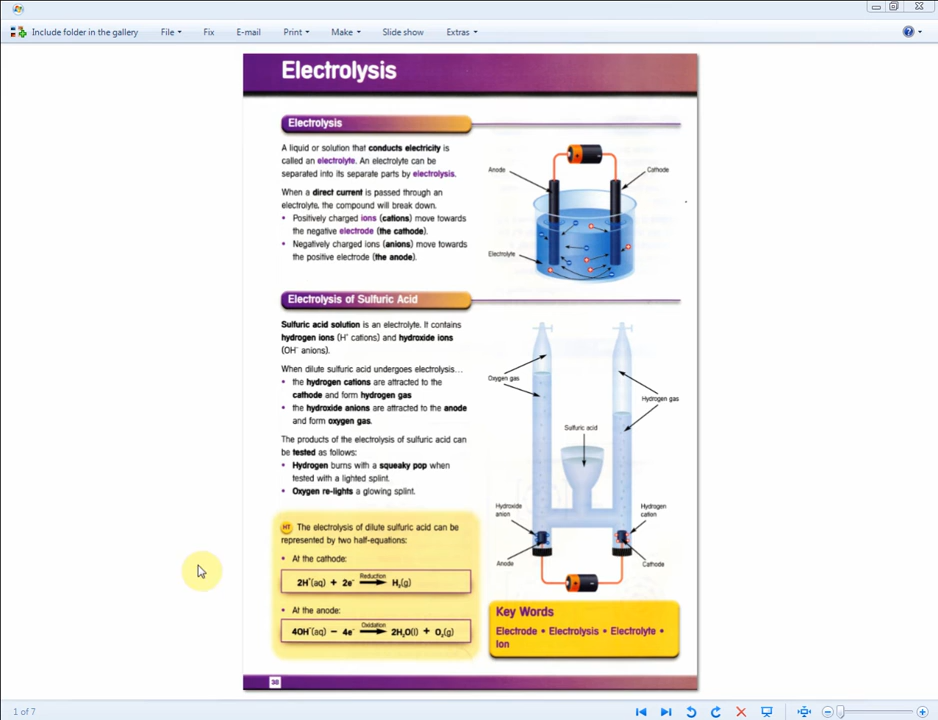 Include folder in the gallery File Fix E-mail Print Make Slide show Extras
Electrolysis
Electrolysis
A liquid or solution that conducts electricity is
called an electrolyte. An electrolyte can be
separated into its separate parts by electrolysis.
When a direct current is passed through an
electrolyte, the compound will break down.
• Positively charged ions (cations) move towards
the negative electrode (the cathode).
• Negatively charged ions (anions) move towards
the positive electrode (the anode).
Anode
Cathode
Electrolyte
Electrolysis of Sulfuric Acid
Sulfuric acid solution is an electrolyte. It contains
hydrogen ions (H⁺ cations) and hydroxide ions
(OH⁻ anions).
When dilute sulfuric acid undergoes electrolysis…
• the hydrogen cations are attracted to the
cathode and form hydrogen gas
• the hydroxide anions are attracted to the anode
and form oxygen gas.
The products of the electrolysis of sulfuric acid can
be tested as follows:
• Hydrogen burns with a squeaky pop when
tested with a lighted splint.
• Oxygen re-lights a glowing splint.
Oxygen gas
Hydrogen gas
Sulfuric acid
Hydroxide
anion
Hydrogen
cation
Anode
Cathode
HT The electrolysis of dilute sulfuric acid can be
represented by two half-equations:
• At the cathode:
Reduction
2H⁺(aq) + 2e⁻ → H₂(g)
• At the anode:
Oxidation
4OH⁻(aq) − 4e⁻ → 2H₂O(l) + O₂(g)
Key Words
Electrode • Electrolysis • Electrolyte •
Ion
38
1 of 7